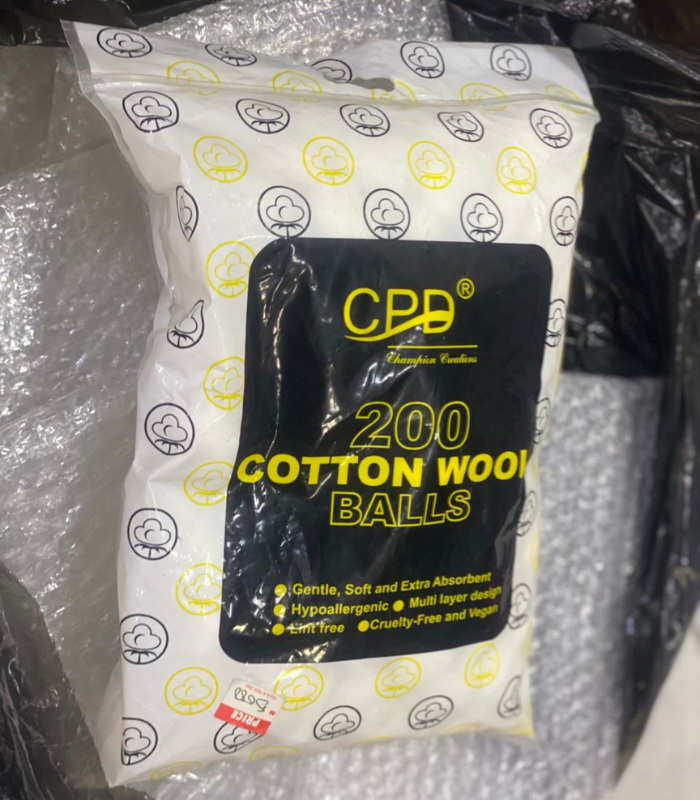 CPD®
Champion Creations
200
COTTON WOOL
BALLS
Gentle, Soft and Extra Absorbent
Hypoallergenic Multi layer design
Lint free Cruelty-Free and Vegan
PRICE